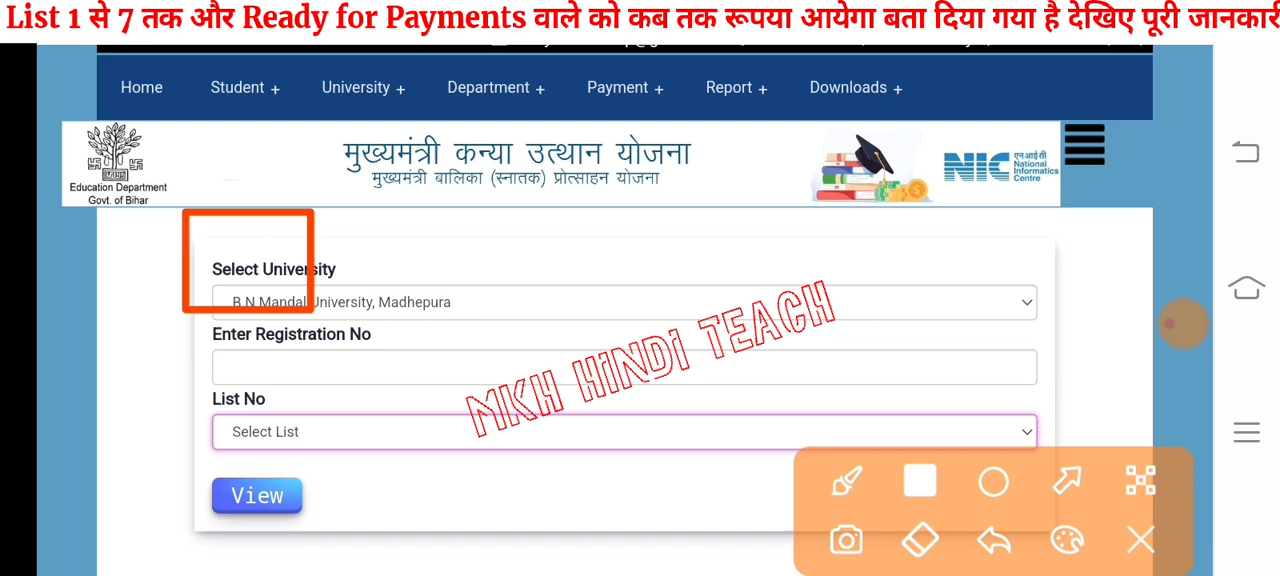 List 1 से 7 तक और Ready for Payments वाले को कब तक रूपया आयेगा बता दिया गया है देखिए पूरी जानकारी
Home Student + University + Department + Payment + Report + Downloads +
Education Department
Govt. of Bihar
मुख्यमंत्री कन्या उत्थान योजना
मुख्यमंत्री बालिका (स्नातक) प्रोत्साहन योजना
NIC एनआईसी
National
Informatics
Centre
Select University
B N Mandal University, Madhepura
Enter Registration No
List No
Select List
View
MKH HINDI TEACH